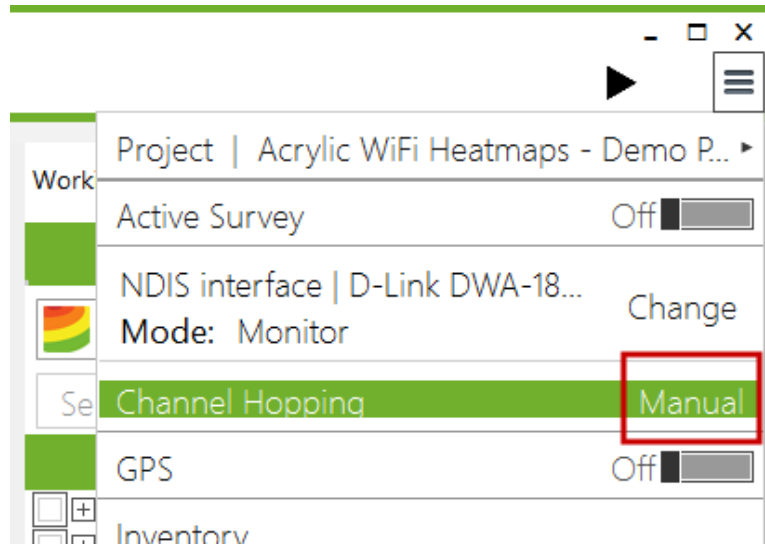 Project | Acrylic WiFi Heatmaps - Demo P...
Work
Active Survey Off
NDIS interface | D-Link DWA-18...
Change
Mode: Monitor
Se
Channel Hopping Manual
GPS Off
Inventory